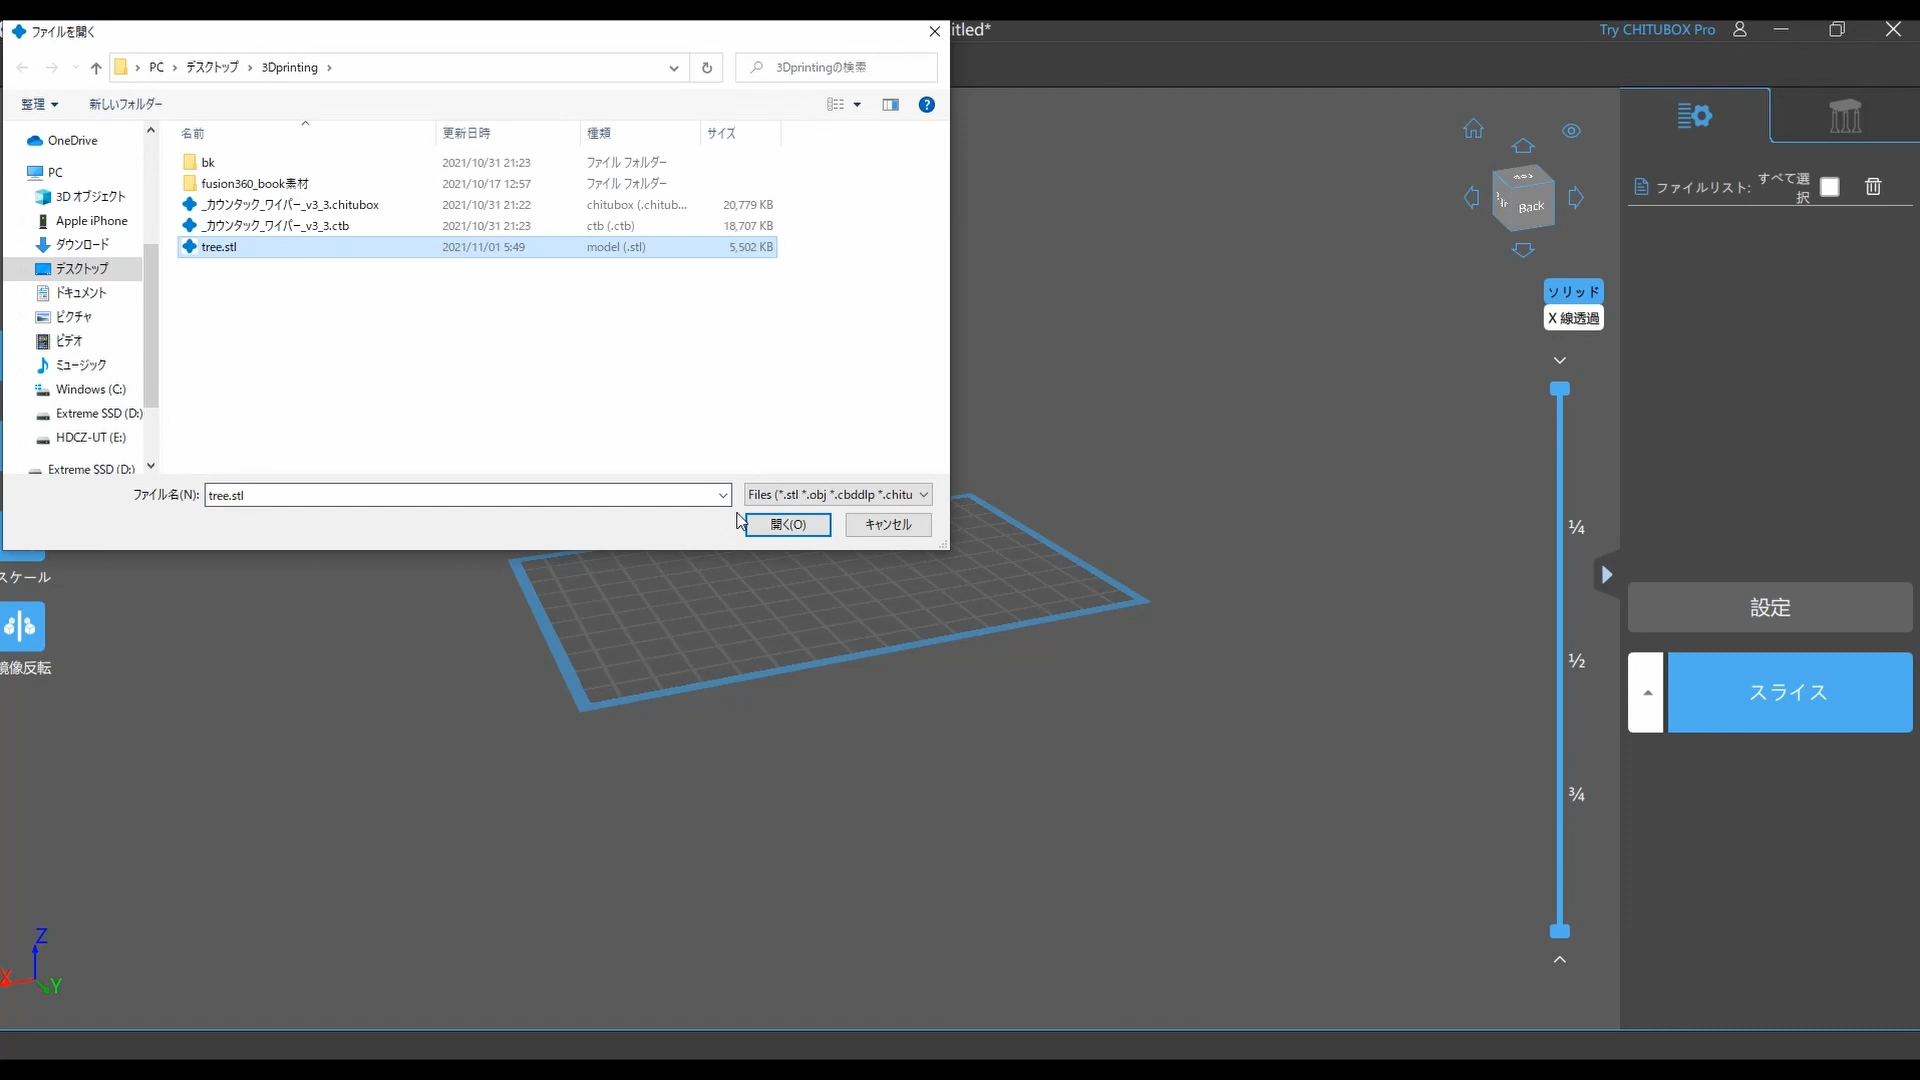 ファイルを開く
itled*
Try CHITUBOX Pro
PC › デスクトップ › 3Dprinting ›
3Dprintingの検索
整理
新しいフォルダー
名前 更新日時 種類 サイズ
OneDrive
PC
3D オブジェクト
Apple iPhone
ダウンロード
デスクトップ
ドキュメント
ピクチャ
ビデオ
ミュージック
Windows (C:)
Extreme SSD (D:)
HDCZ-UT (E:)
Extreme SSD (D:)
bk 2021/10/31 21:23 ファイル フォルダー
fusion360_book素材 2021/10/17 12:57 ファイル フォルダー
_カウンタック_ワイパー_v3_3.chitubox 2021/10/31 21:22 chitubox (.chitub... 20,779 KB
_カウンタック_ワイパー_v3_3.ctb 2021/10/31 21:23 ctb (.ctb) 18,707 KB
tree.stl 2021/11/01 5:49 model (.stl) 5,502 KB
ファイル名(N): tree.stl
Files (*.stl *.obj *.cbddlp *.chitu
開く(O) キャンセル
Back
ソリッド
X 線透過
¼
½
¾
ファイルリスト:
すべて選
択
設定
スライス
スケール
鏡像反転
Z
X
Y